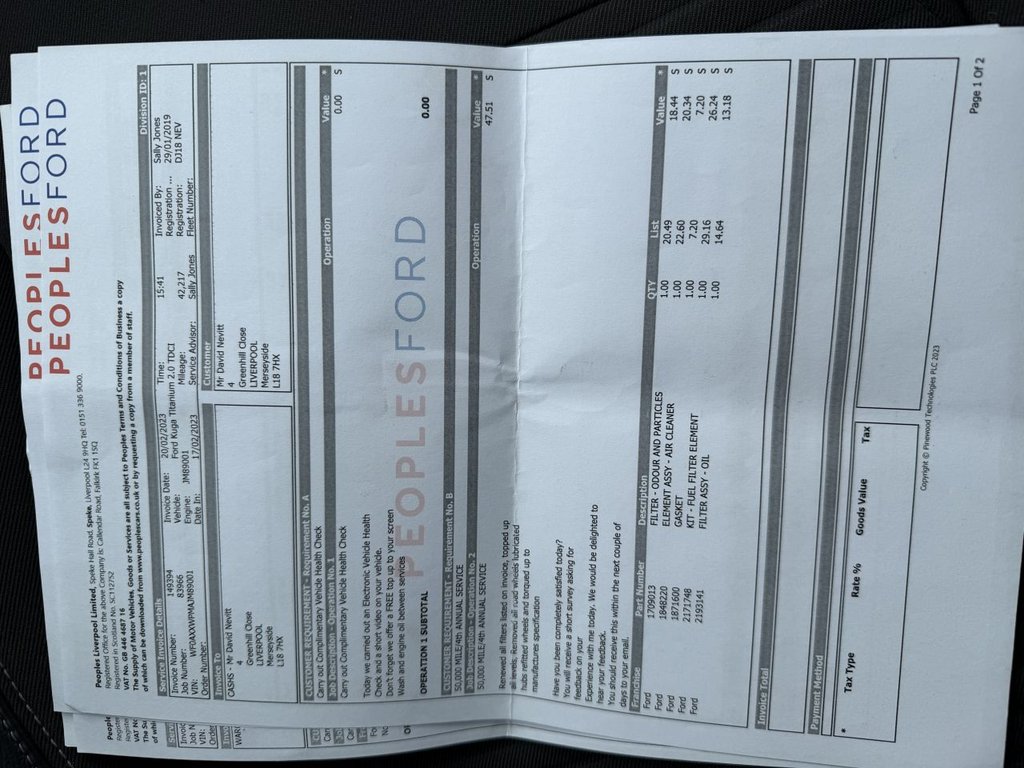 PEOPLESFORD
PEOPLESFORD
Peoples Liverpool Limited, Speke Hall Road, Speke, Liverpool L24 9HQ Tel: 0151 336 9000.
Registered Office for the above Company is: Callendar Road, Falkirk FK1 1SQ
Registered in Scotland No. SC112752
VAT No. GB 446 4487 16
The Supply of Motor Vehicles, Goods or Services are all subject to Peoples Terms and Conditions of Business a copy
of which can be downloaded from www.peoplescars.co.uk or by requesting a copy from a member of staff.
Service Invoice Details Division ID: 1
Invoice Number: 149394 Invoice Date: 20/02/2023 Time: 15:41 Invoiced By: Sally Jones
Job Number: 83966 Vehicle: Ford Kuga Titanium 2.0 TDCI Registration ... 29/01/2019
VIN: WF0AXXWPMAJM89001 Engine: JM89001 Mileage: 42,217 Registration: DJ18 NEV
Order Number: Date In: 17/02/2023 Service Advisor: Sally Jones Fleet Number:
Invoice To
CASHS - Mr David Nevitt
4
Greenhill Close
LIVERPOOL
Merseyside
L18 7HX
Customer
Mr David Nevitt
4
Greenhill Close
LIVERPOOL
Merseyside
L18 7HX
CUSTOMER REQUIREMENT - Requirement No. A
Carry out Complimentary Vehicle Health Check
Job Description - Operation No. 1 Operation Value *
Carry out Complimentary Vehicle Health Check 0.00 S
Today we carried out an Electronic Vehicle Health
Check and a short video on your vehicle.
Don't forget we offer a FREE top up to your screen
Wash and engine oil between services
OPERATION 1 SUBTOTAL 0.00
PEOPLESFORD
CUSTOMER REQUIREMENT - Requirement No. B
50,000 MILE/4th ANNUAL SERVICE
Job Description - Operation No. 2 Operation Value *
50,000 MILE/4th ANNUAL SERVICE 47.51 S
Renewed all filters listed on invoice, topped up
all levels, removed all road wheels lubricated
hubs refitted wheels and torqued up to
manufactures specification
Have you been completely satisfied today?
You will receive a short survey asking for
feedback on your
Experience with me today. We would be delighted to
hear your feedback.
You should receive this within the next couple of
days to your email.
Franchise Part Number Description QTY List Value *
Ford 1709013 FILTER - ODOUR AND PARTICLES 1.00 20.49 18.44 S
Ford 1848220 ELEMENT ASSY - AIR CLEANER 1.00 22.60 20.34 S
Ford 1871600 GASKET 1.00 7.20 7.20 S
Ford 2171748 KIT - FUEL FILTER ELEMENT 1.00 29.16 26.24 S
Ford 2193141 FILTER ASSY - OIL 1.00 14.64 13.18 S
Invoice Total
Payment Method
* Tax Type Rate % Goods Value Tax
Copyright © Pinewood Technologies PLC 2023
Page 1 Of 2